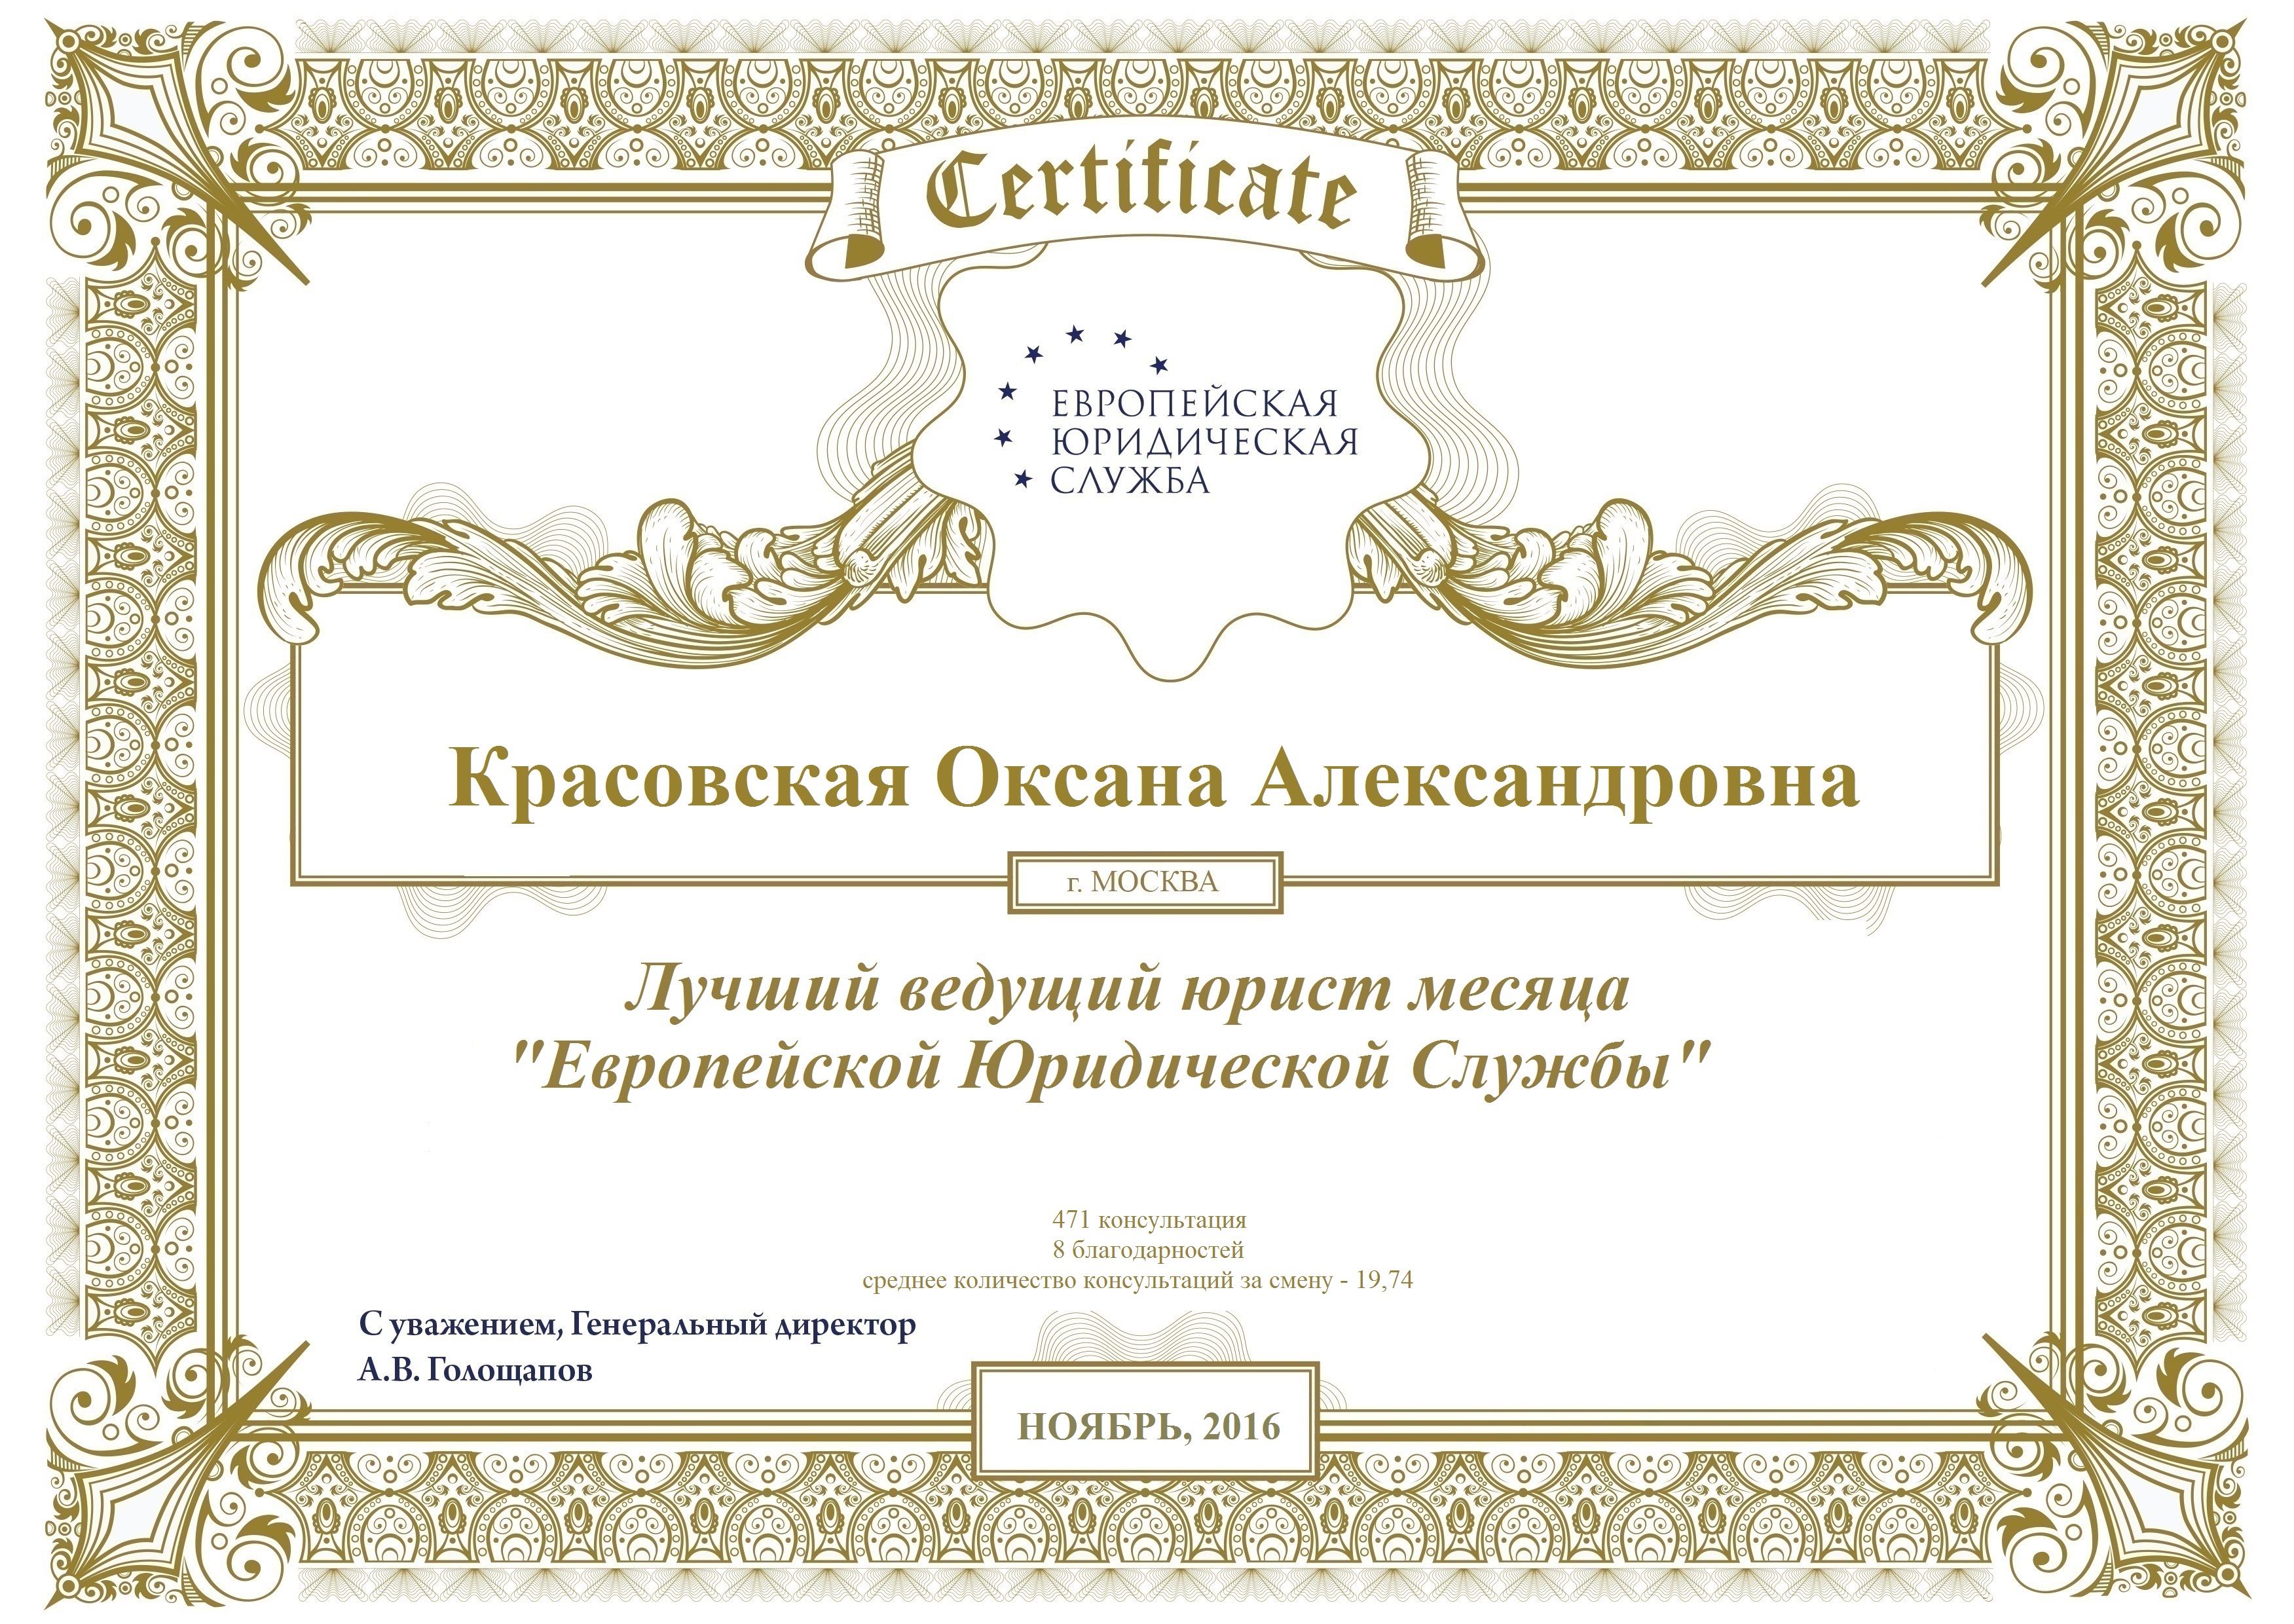 Certificate
ЕВРОПЕЙСКАЯ
ЮРИДИЧЕСКАЯ
СЛУЖБА
Красовская Оксана Александровна
г. МОСКВА
Лучший ведущий юрист месяца
"Европейской Юридической Службы"
471 консультация
8 благодарностей
среднее количество консультаций за смену - 19,74
С уважением, Генеральный директор
А.В. Голощапов
НОЯБРЬ, 2016